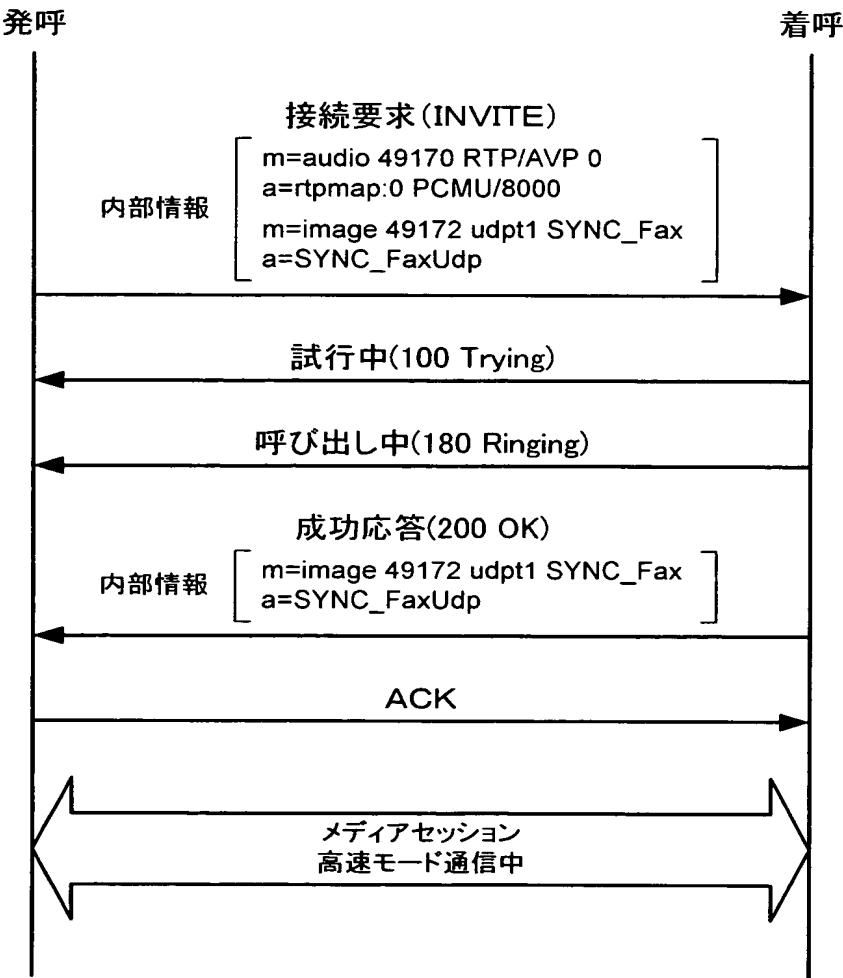 発呼
着呼
接続要求(INVITE)
内部情報
m=audio 49170 RTP/AVP 0
a=rtpmap:0 PCMU/8000
m=image 49172 udpt1 SYNC_Fax
a=SYNC_FaxUdp
試行中(100 Trying)
呼び出し中(180 Ringing)
成功応答(200 OK)
内部情報
m=image 49172 udpt1 SYNC_Fax
a=SYNC_FaxUdp
ACK
メディアセッション
高速モード通信中